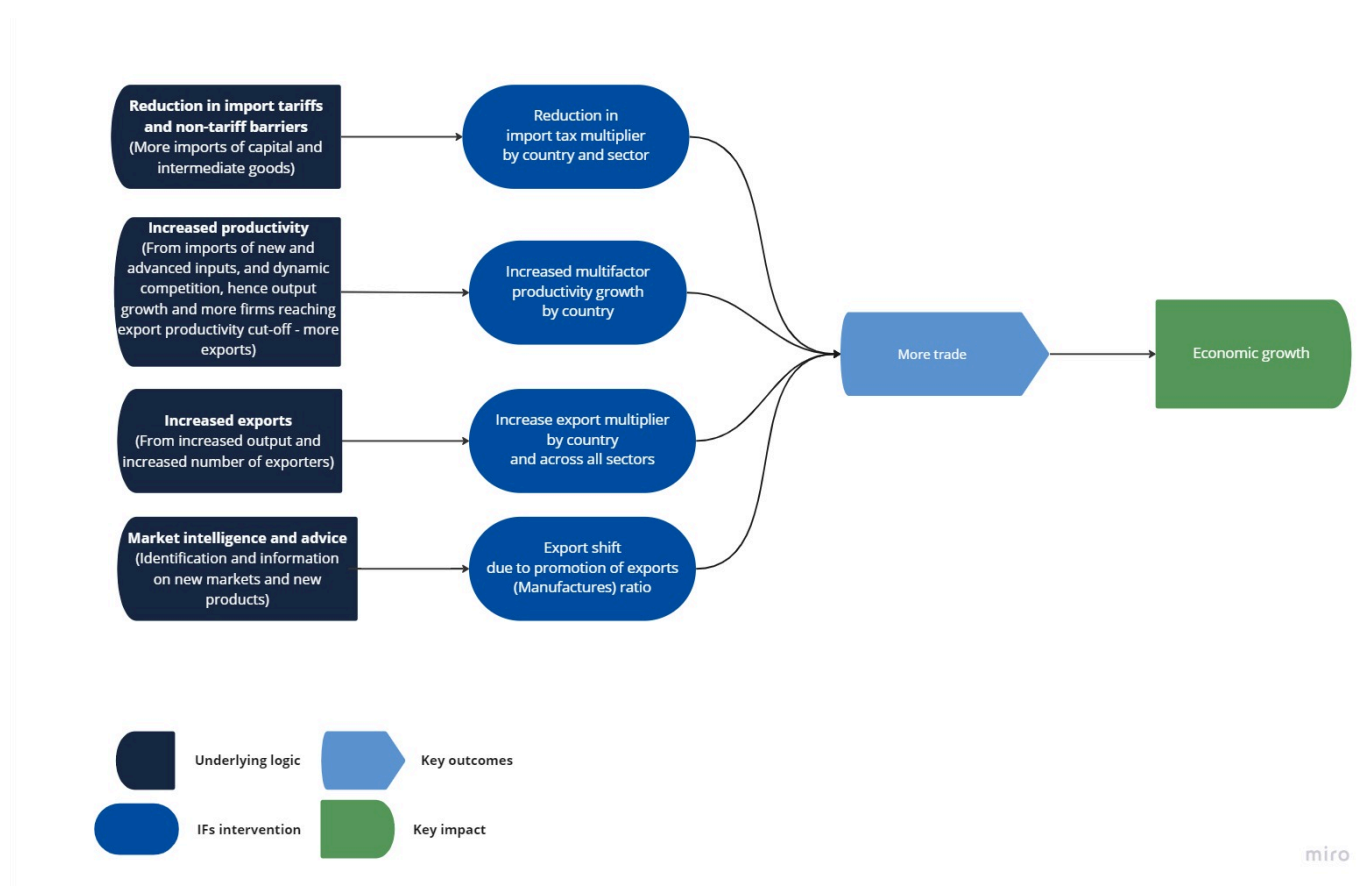 Reduction in import tariffs
and non-tariff barriers
(More imports of capital and
intermediate goods)
Reduction in
import tax multiplier
by country and sector
Increased productivity
(From imports of new and
advanced inputs, and dynamic
competition, hence output
growth and more firms reaching
export productivity cut-off - more
exports)
Increased multifactor
productivity growth
by country
Increased exports
(From increased output and
increased number of exporters)
Increase export multiplier
by country
and across all sectors
Market intelligence and advice
(Identification and information
on new markets and new
products)
Export shift
due to promotion of exports
(Manufactures) ratio
More trade
Economic growth
Underlying logic
Key outcomes
IFs intervention
Key impact
miro